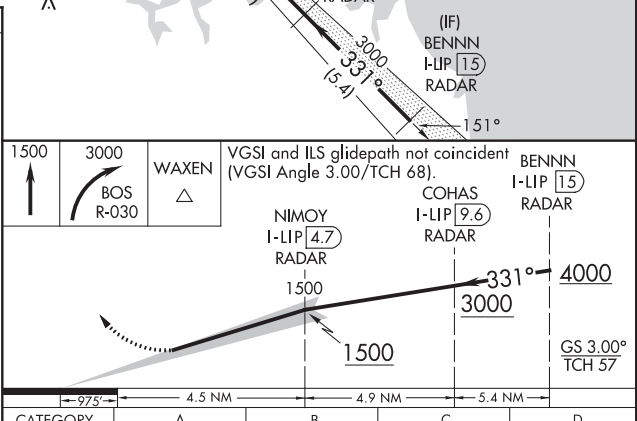 RADAR
(IF)
BENNN
I-LIP 15
RADAR
3000
331°
(5.4)
151°
1500
3000
BOS
R-030
WAXEN
VGSI and ILS glidepath not coincident
(VGSI Angle 3.00/TCH 68).
BENNN
I-LIP 15
RADAR
COHAS
I-LIP 9.6
RADAR
NIMOY
I-LIP 4.7
RADAR
1500
331°
4000
3000
1500
GS 3.00°
TCH 57
975'
4.5 NM
4.9 NM
5.4 NM
CATEGORY A B C D